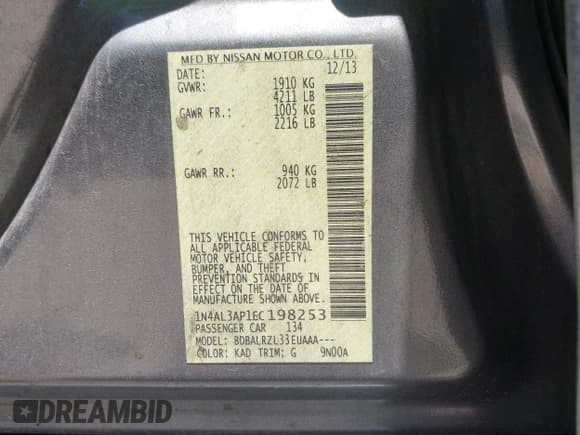 MFD BY NISSAN MOTOR CO., LTD.
DATE: 12/13
GVWR: 1910 KG
4211 LB
GAWR FR.: 1005 KG
2216 LB
GAWR RR.: 940 KG
2072 LB
THIS VEHICLE CONFORMS TO
ALL APPLICABLE FEDERAL
MOTOR VEHICLE SAFETY,
BUMPER, AND THEFT
PREVENTION STANDARDS IN
EFFECT ON THE DATE OF
MANUFACTURE SHOWN ABOVE.
1N4AL3AP1EC198253
PASSENGER CAR 134
MODEL: BDBALRZL33EUAAA---
COLOR: KAD TRIM: G 9N00A
DREAMBID